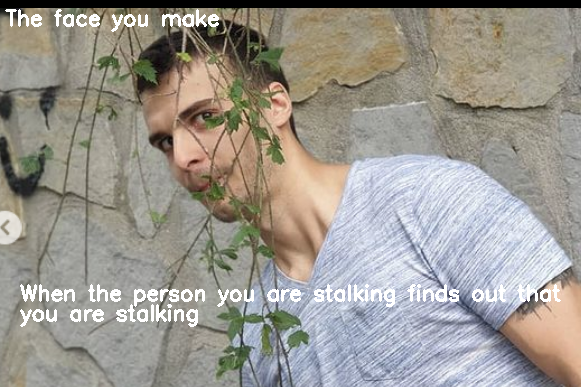 The face you make
When the person you are stalking finds out that
you are stalking